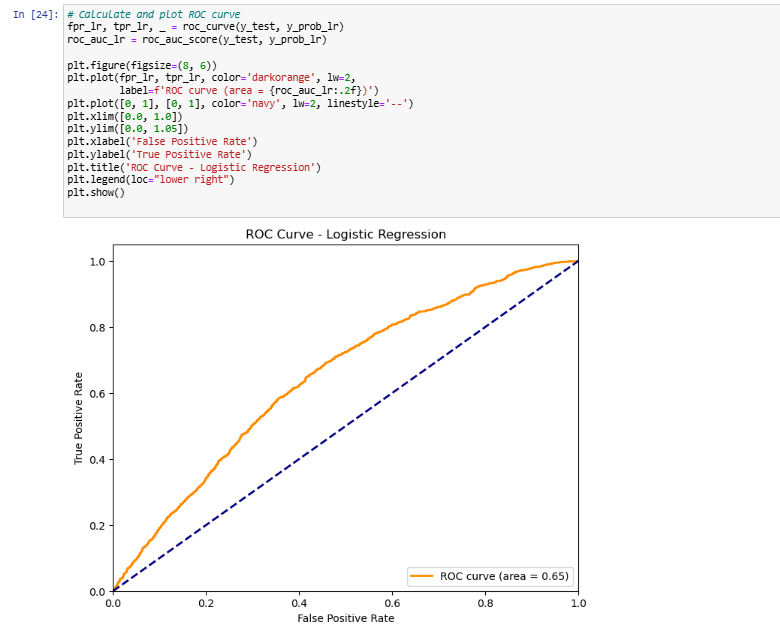 In [24]: # Calculate and plot ROC curve
fpr_lr, tpr_lr, _ = roc_curve(y_test, y_prob_lr)
roc_auc_lr = roc_auc_score(y_test, y_prob_lr)
plt.figure(figsize=(8, 6))
plt.plot(fpr_lr, tpr_lr, color='darkorange', lw=2,
label=f'ROC curve (area = {roc_auc_lr:.2f})')
plt.plot([0, 1], [0, 1], color='navy', lw=2, linestyle='--')
plt.xlim([0.0, 1.0])
plt.ylim([0.0, 1.05])
plt.xlabel('False Positive Rate')
plt.ylabel('True Positive Rate')
plt.title('ROC Curve - Logistic Regression')
plt.legend(loc="lower right")
plt.show()
ROC Curve - Logistic Regression
True Positive Rate
1.0
0.8
0.6
0.4
0.2
0.0
ROC curve (area = 0.65)
0.0 0.2 0.4 0.6 0.8 1.0
False Positive Rate